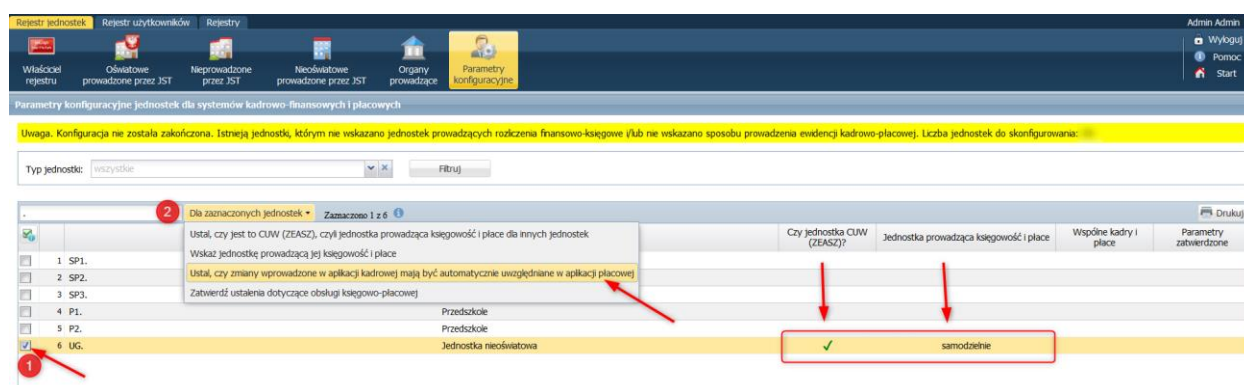 Rejestr jednostek Rejestr użytkowników Rejestry Admin Admin
Wyloguj
Pomoc
Start
Właściciel rejestru
Oświatowe prowadzone przez JST
Nieprowadzone przez JST
Nieoświatowe prowadzone przez JST
Organy prowadzące
Parametry konfiguracyjne
Parametry konfiguracyjne jednostek dla systemów kadrowo-finansowych i płacowych
Uwaga. Konfiguracja nie została zakończona. Istnieją jednostki, którym nie wskazano jednostek prowadzących rozliczenia finansowo-księgowe i/lub nie wskazano sposobu prowadzenia ewidencji kadrowo-płacowej. Liczba jednostek do skonfigurowania:
Typ jednostki: wszystkie Filtruj
. 2 Dla zaznaczonych jednostek Zaznaczono 1 z 6 Drukuj
Ustal, czy jest to CUW (ZEASZ), czyli jednostka prowadząca księgowość i płace dla innych jednostek
Wskaż jednostkę prowadzącą jej księgowość i płace
Ustal, czy zmiany wprowadzone w aplikacji kadrowej mają być automatycznie uwzględniane w aplikacji płacowej
Zatwierdź ustalenia dotyczące obsługi księgowo-płacowej
Czy jednostka CUW (ZEASZ)?
Jednostka prowadząca księgowość i płace
Wspólne kadry i płace
Parametry zatwierdzone
1 SP1.
2 SP2.
3 SP3.
4 P1. Przedszkole
5 P2. Przedszkole
6 UG. Jednostka nieoświatowa ✓ samodzielnie
1